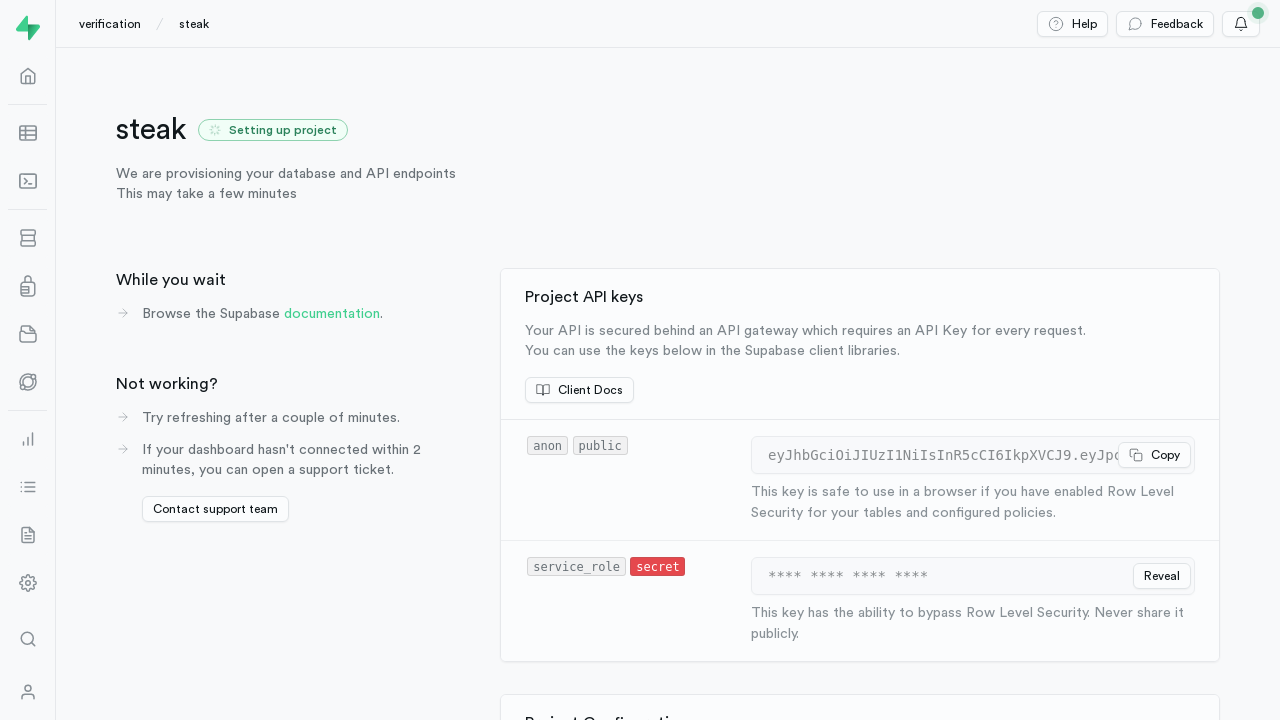 verification / steak
Help
Feedback
steak
Setting up project
We are provisioning your database and API endpoints
This may take a few minutes
While you wait
Browse the Supabase documentation.
Not working?
Try refreshing after a couple of minutes.
If your dashboard hasn't connected within 2
minutes, you can open a support ticket.
Contact support team
Project API keys
Your API is secured behind an API gateway which requires an API Key for every request.
You can use the keys below in the Supabase client libraries.
Client Docs
anon public
eyJhbGciOiJIUzI1NiIsInR5cCI6IkpXVCJ9.eyJpc
Copy
This key is safe to use in a browser if you have enabled Row Level
Security for your tables and configured policies.
service_role secret
**** **** **** ****
Reveal
This key has the ability to bypass Row Level Security. Never share it
publicly.